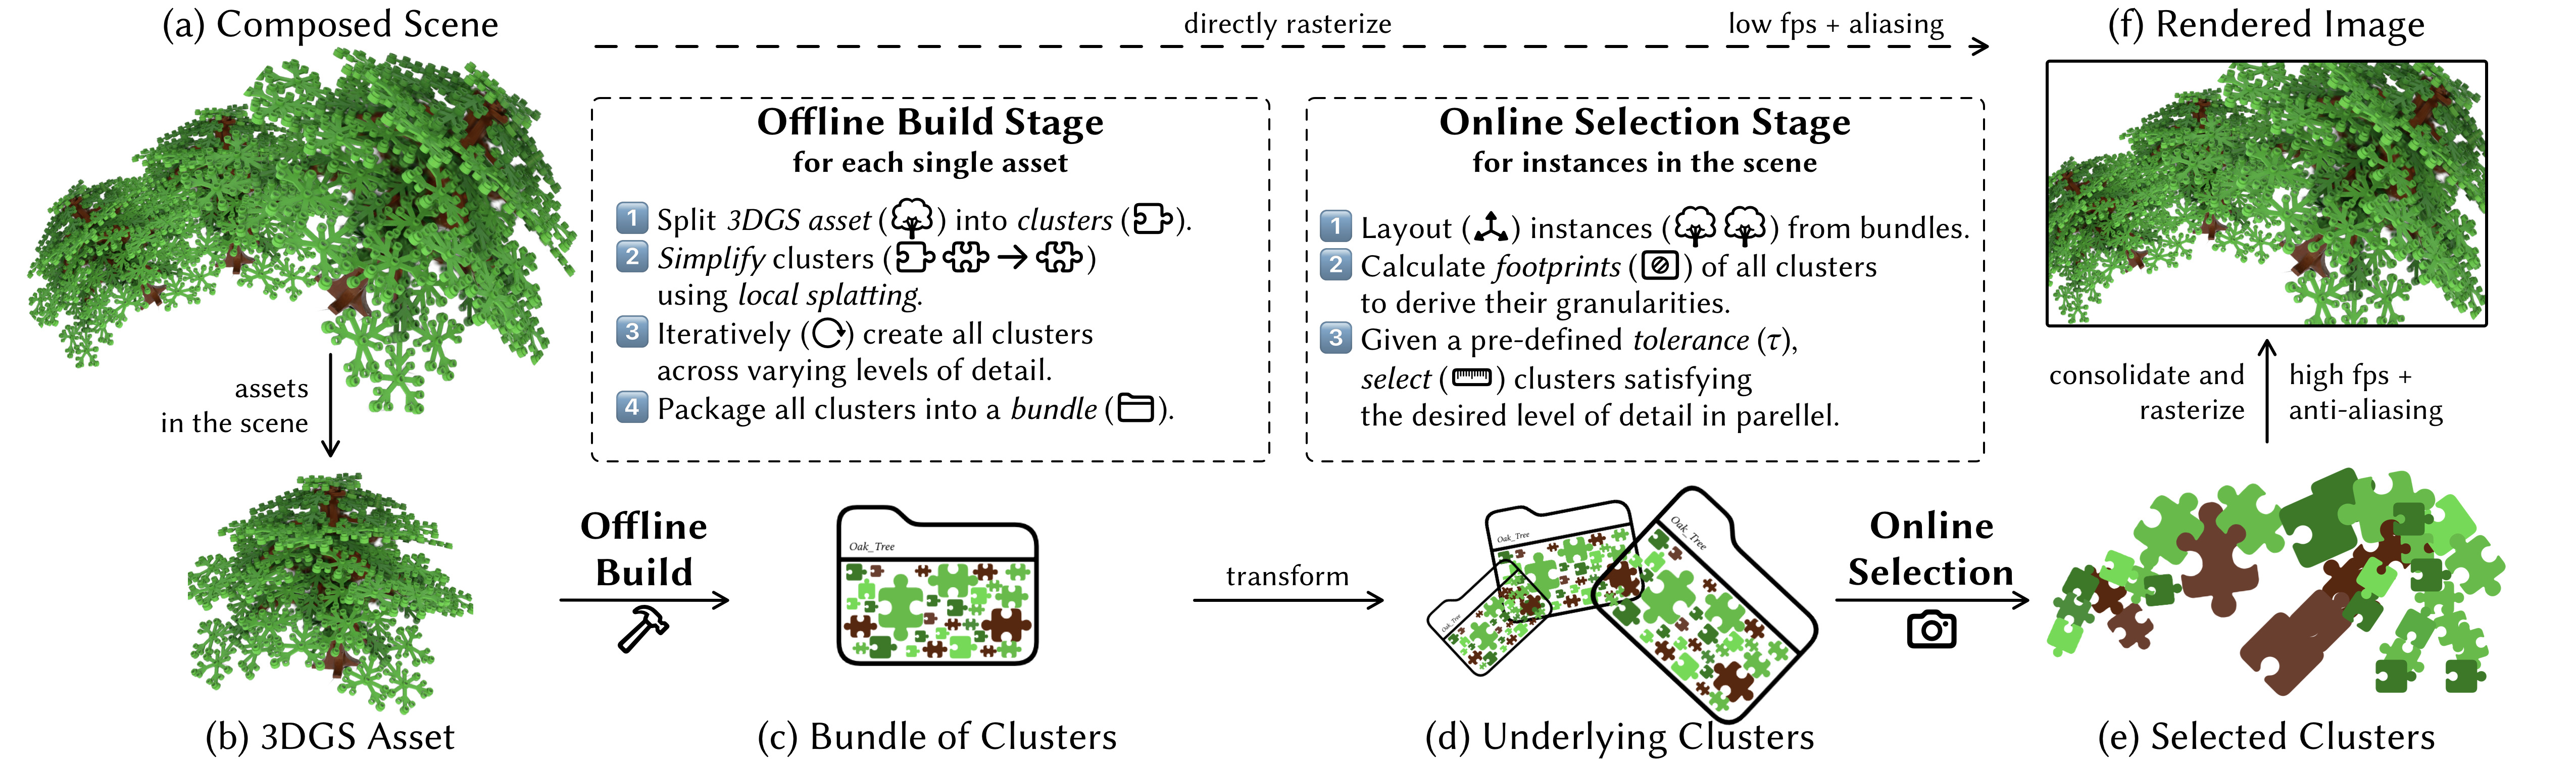 (a) Composed Scene
directly rasterize
low fps + aliasing
(f) Rendered Image
Offline Build Stage
for each single asset
1 Split 3DGS asset ( ) into clusters ( ).
2 Simplify clusters ( → )
using local splatting.
3 Iteratively ( ) create all clusters
across varying levels of detail.
4 Package all clusters into a bundle ( ).
Online Selection Stage
for instances in the scene
1 Layout ( ) instances ( ) from bundles.
2 Calculate footprints ( ) of all clusters
to derive their granularities.
3 Given a pre-defined tolerance (τ),
select ( ) clusters satisfying
the desired level of detail in parellel.
assets
in the scene
consolidate and
rasterize
high fps +
anti-aliasing
Offline
Build
Oak_Tree
transform
Oak_Tree
Oak_Tree
Oak_Tree
Online
Selection
(b) 3DGS Asset
(c) Bundle of Clusters
(d) Underlying Clusters
(e) Selected Clusters